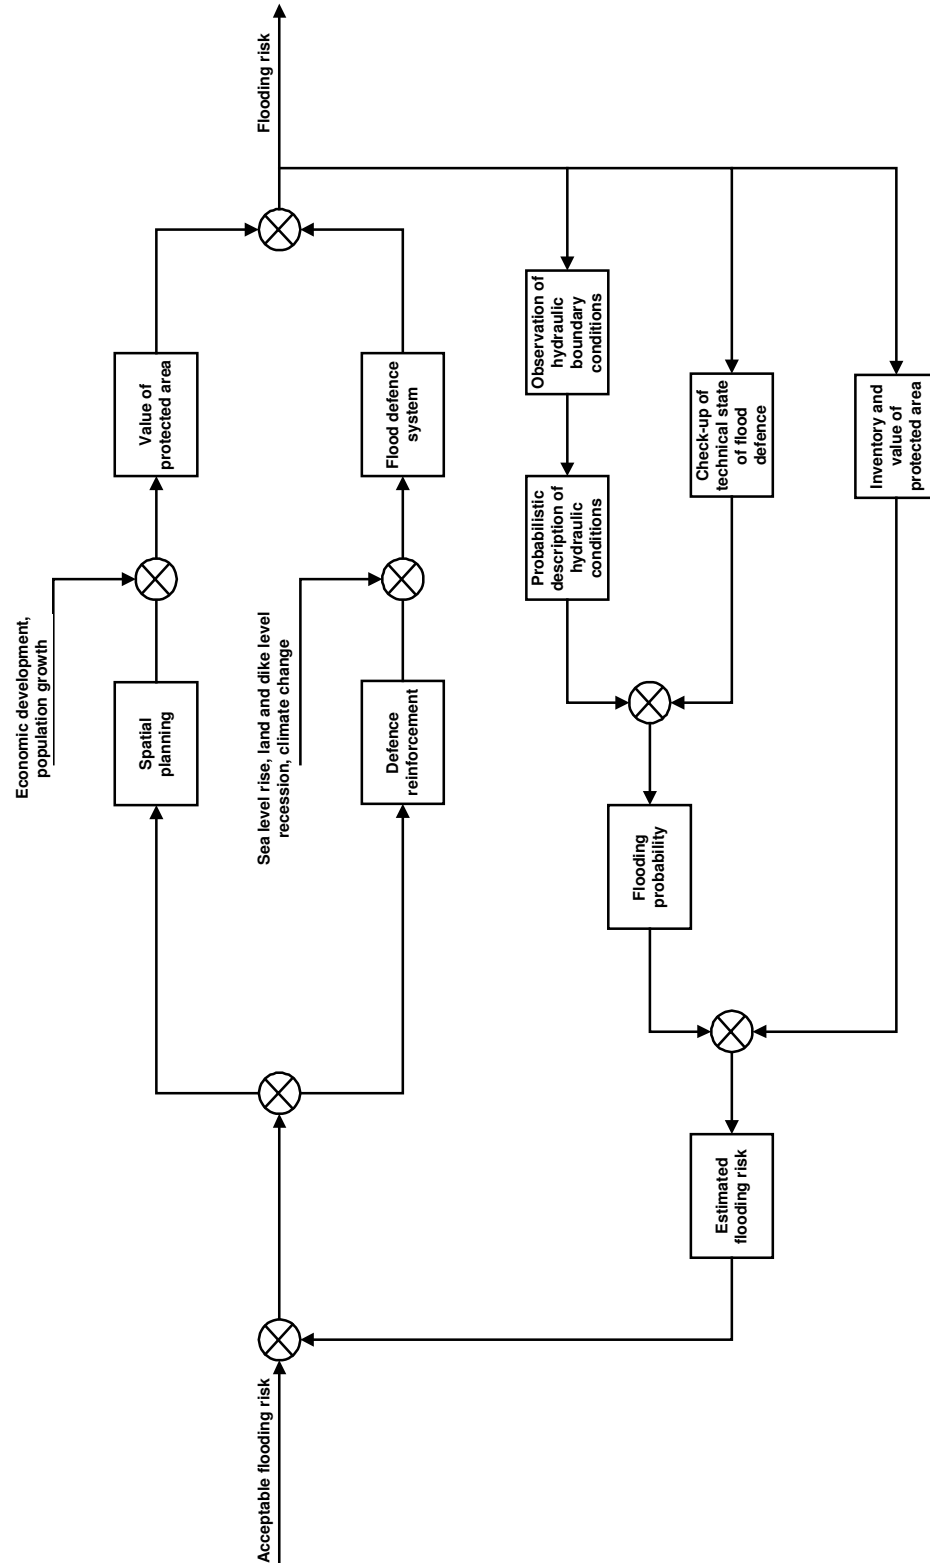 Economic development,
population growth
Spatial
planning
Value of
protected area
Acceptable flooding risk
Flooding risk
Sea level rise, land and dike level
recession, climate change
Defence
reinforcement
Flood defence
system
Probabilistic
description of
hydraulic
conditions
Observation of
hydraulic
boundary
conditions
Flooding
probability
Estimated
flooding risk
Check-up of
technical state
of flood
defence
Inventory and
value of
protected area